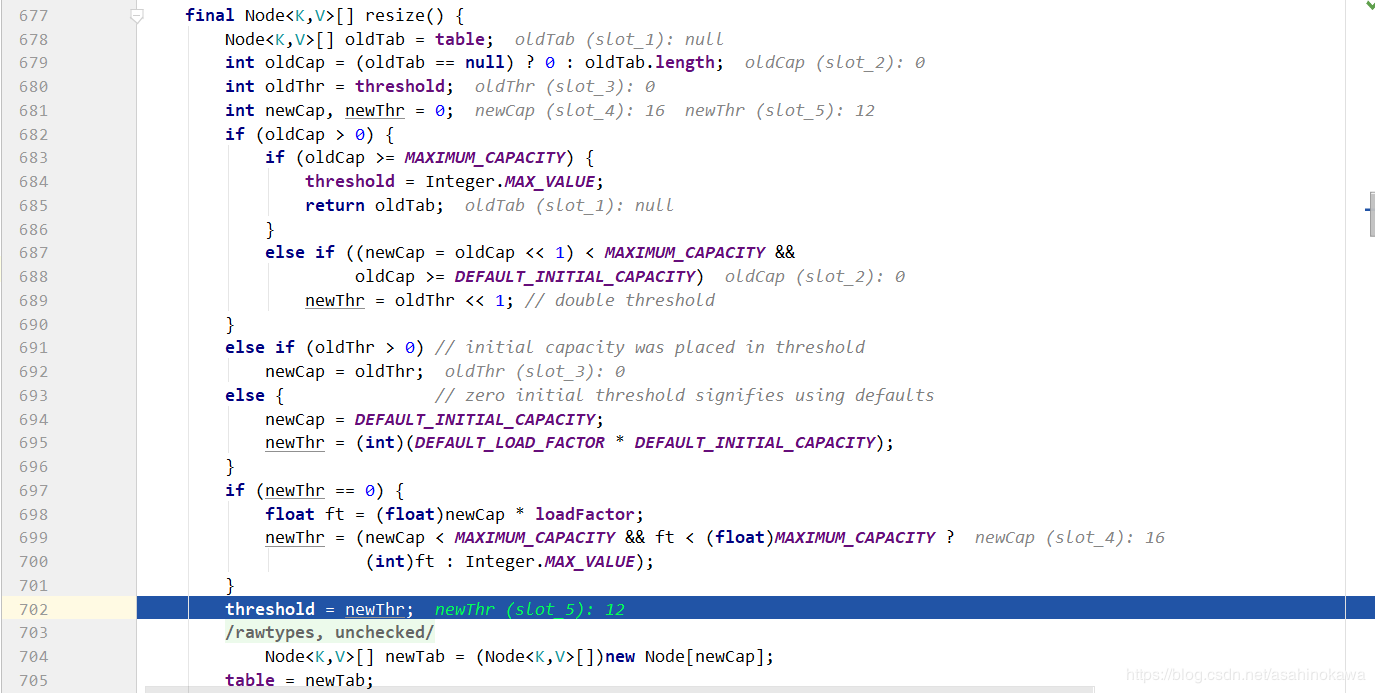 677 final Node<K,V>[] resize() {
678 Node<K,V>[] oldTab = table; oldTab (slot_1): null
679 int oldCap = (oldTab == null) ? 0 : oldTab.length; oldCap (slot_2): 0
680 int oldThr = threshold; oldThr (slot_3): 0
681 int newCap, newThr = 0; newCap (slot_4): 16 newThr (slot_5): 12
682 if (oldCap > 0) {
683 if (oldCap >= MAXIMUM_CAPACITY) {
684 threshold = Integer.MAX_VALUE;
685 return oldTab; oldTab (slot_1): null
686 }
687 else if ((newCap = oldCap << 1) < MAXIMUM_CAPACITY &&
688 oldCap >= DEFAULT_INITIAL_CAPACITY) oldCap (slot_2): 0
689 newThr = oldThr << 1; // double threshold
690 }
691 else if (oldThr > 0) // initial capacity was placed in threshold
692 newCap = oldThr; oldThr (slot_3): 0
693 else { // zero initial threshold signifies using defaults
694 newCap = DEFAULT_INITIAL_CAPACITY;
695 newThr = (int)(DEFAULT_LOAD_FACTOR * DEFAULT_INITIAL_CAPACITY);
696 }
697 if (newThr == 0) {
698 float ft = (float)newCap * loadFactor;
699 newThr = (newCap < MAXIMUM_CAPACITY && ft < (float)MAXIMUM_CAPACITY ? newCap (slot_4): 16
700 (int)ft : Integer.MAX_VALUE);
701 }
702 threshold = newThr; newThr (slot_5): 12
703 /rawtypes, unchecked/
704 Node<K,V>[] newTab = (Node<K,V>[])new Node[newCap];
705 table = newTab;
https://blog.csdn.net/asahinokawa